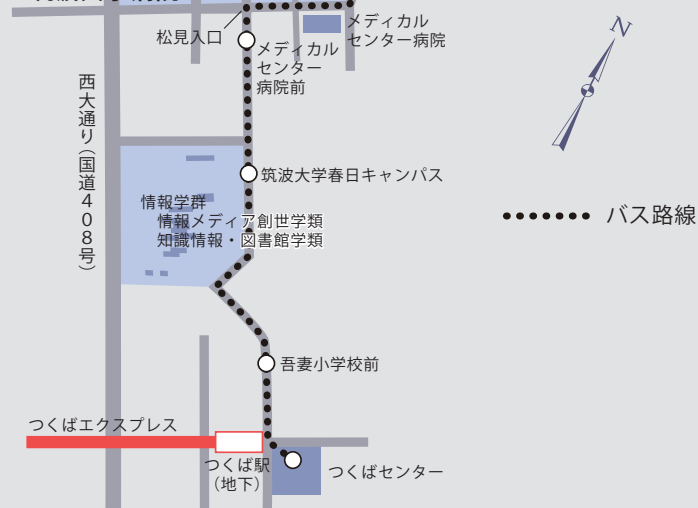 メディカル
センター病院
松見入口
メディカル
センター
病院前
N
西大通り（国道４０８号）
筑波大学春日キャンパス
情報学群
情報メディア創世学類
知識情報・図書館学類
バス路線
吾妻小学校前
つくばエクスプレス
つくば駅
（地下）
つくばセンター